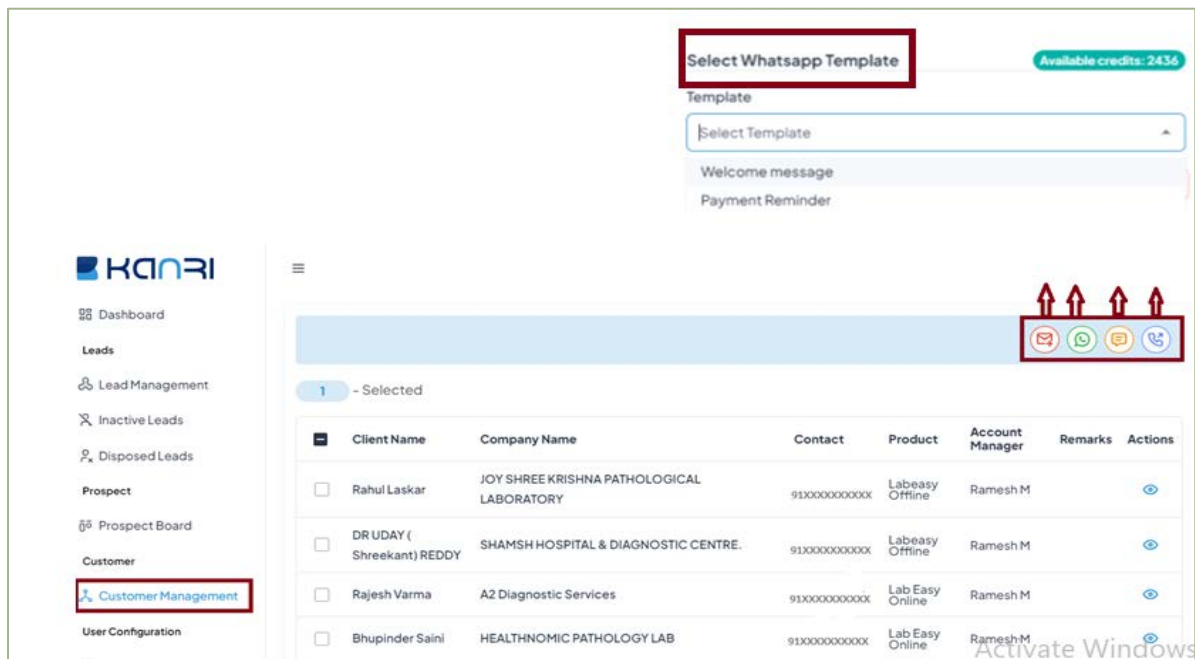 Select Whatsapp Template
Available credits: 2436
Template
Select Template
Welcome message
Payment Reminder
KANRI
Dashboard
Leads
Lead Management
Inactive Leads
Disposed Leads
Prospect
Prospect Board
Customer
Customer Management
User Configuration
1 - Selected
Client Name Company Name Contact Product Account Manager Remarks Actions
Rahul Laskar JOY SHREE KRISHNA PATHOLOGICAL LABORATORY 91XXXXXXXXXX Labeasy Offline Ramesh M
DR UDAY ( Shreekant) REDDY SHAMSH HOSPITAL & DIAGNOSTIC CENTRE. 91XXXXXXXXXX Labeasy Offline Ramesh M
Rajesh Varma A2 Diagnostic Services 91XXXXXXXXXX Lab Easy Online Ramesh M
Bhupinder Saini HEALTHNOMIC PATHOLOGY LAB 91XXXXXXXXXX Lab Easy Online Ramesh M
Activate Windows